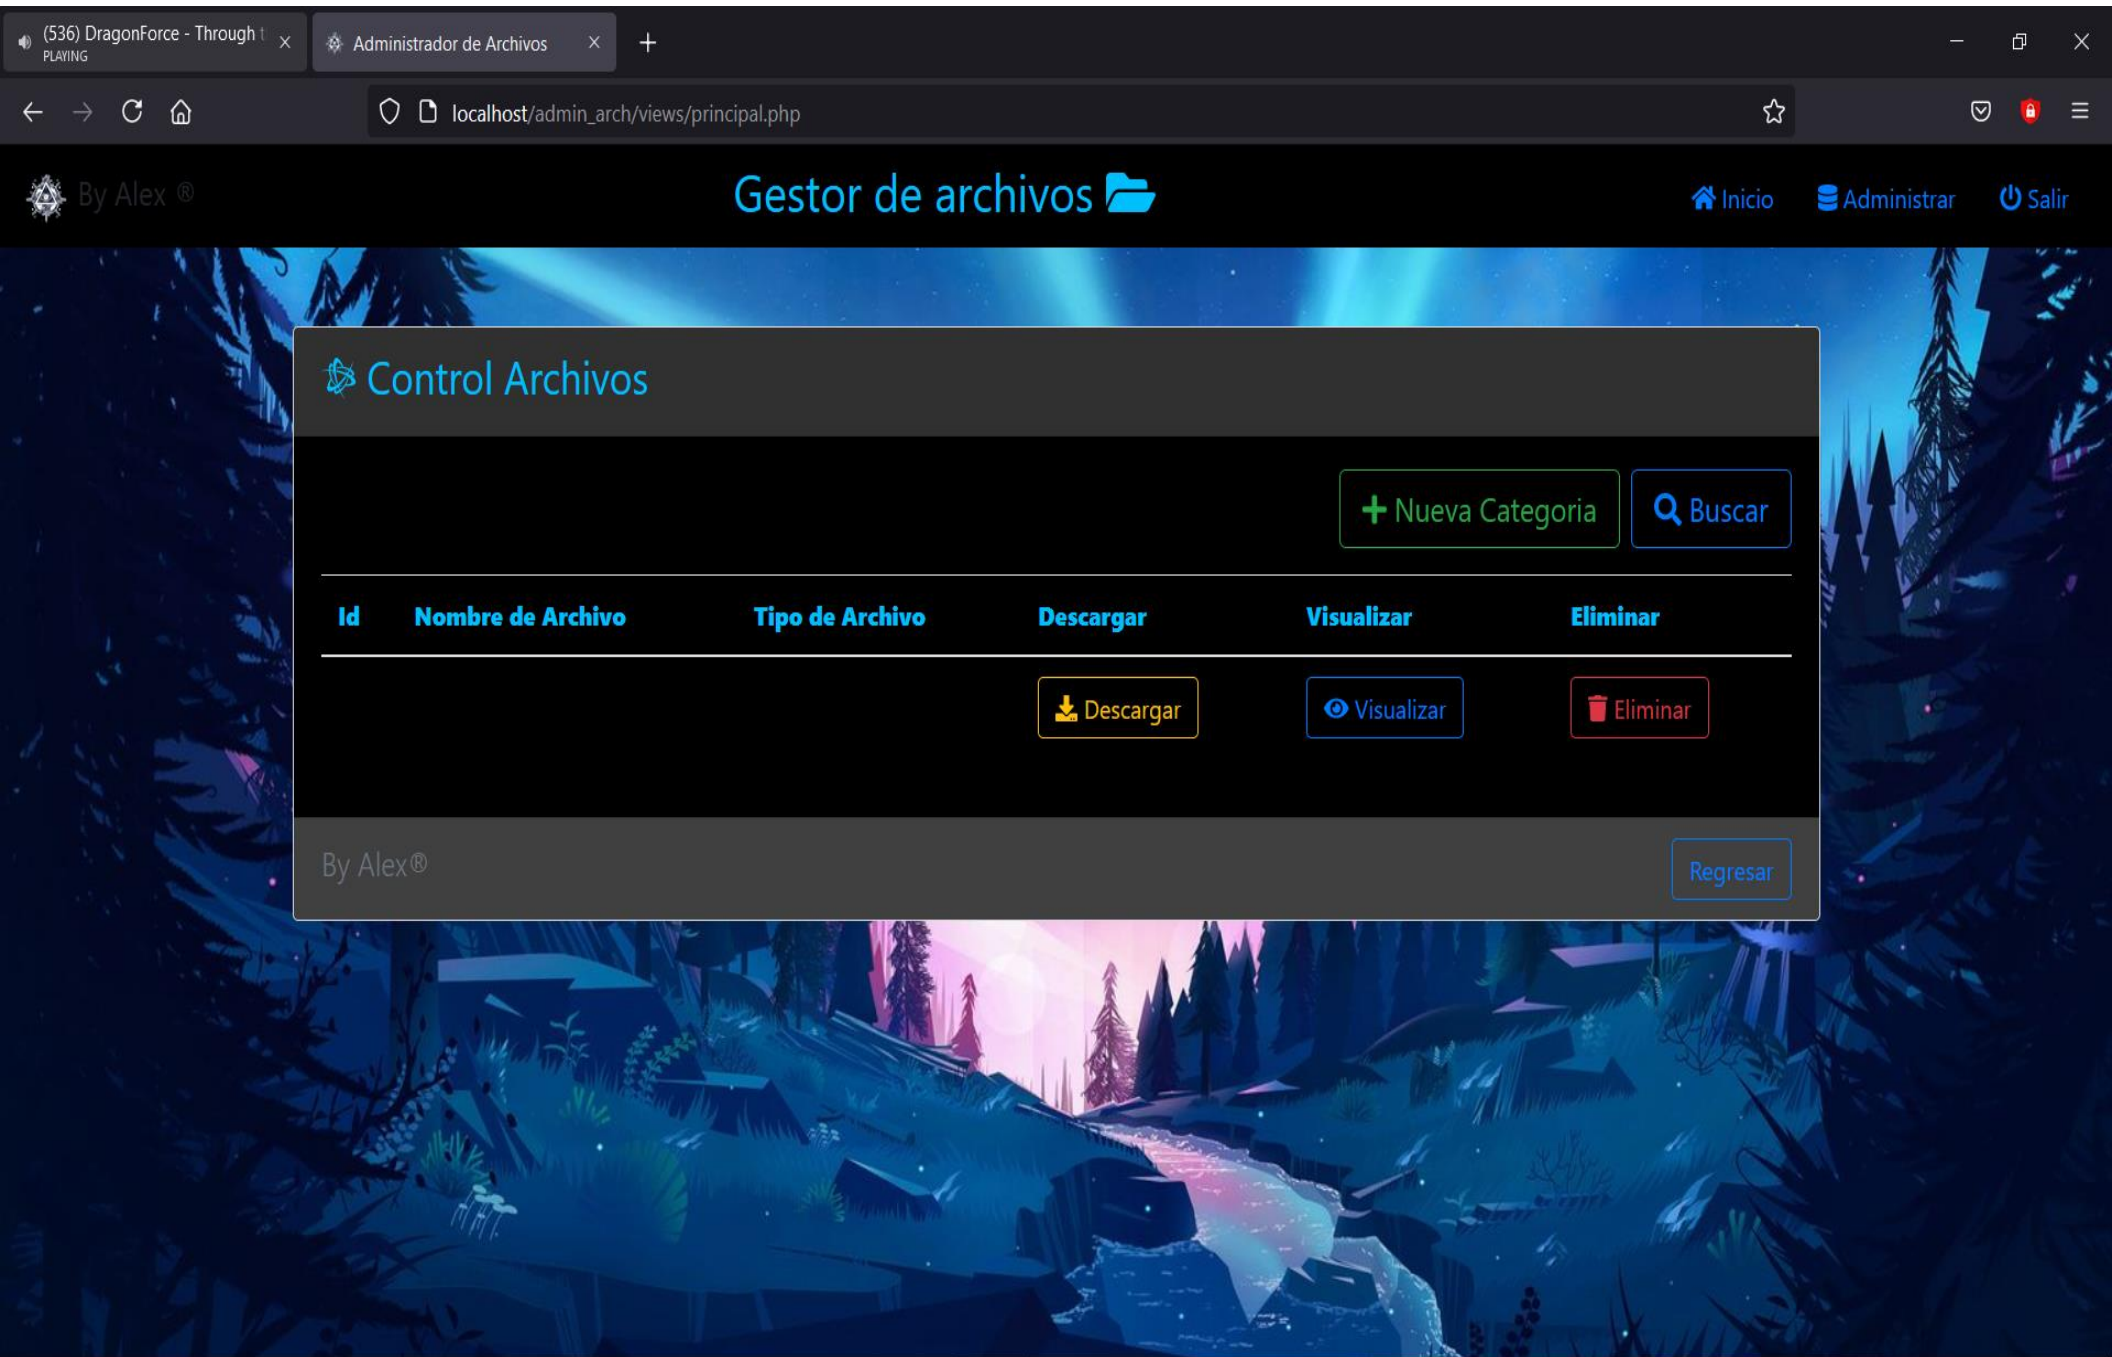 (536) DragonForce - Through t
PLAYING
Administrador de Archivos
localhost/admin_arch/views/principal.php
By Alex ®
Gestor de archivos
Inicio
Administrar
Salir
Control Archivos
Nueva Categoria
Buscar
Id Nombre de Archivo Tipo de Archivo Descargar Visualizar Eliminar
Descargar Visualizar Eliminar
By Alex®
Regresar